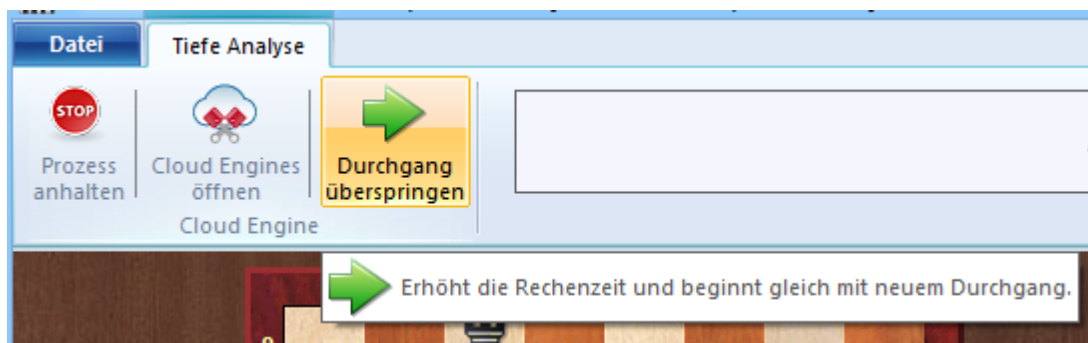 Datei
Tiefe Analyse
STOP
Prozess
anhalten
Cloud Engines
öffnen
Durchgang
überspringen
Cloud Engine
Erhöht die Rechenzeit und beginnt gleich mit neuem Durchgang.